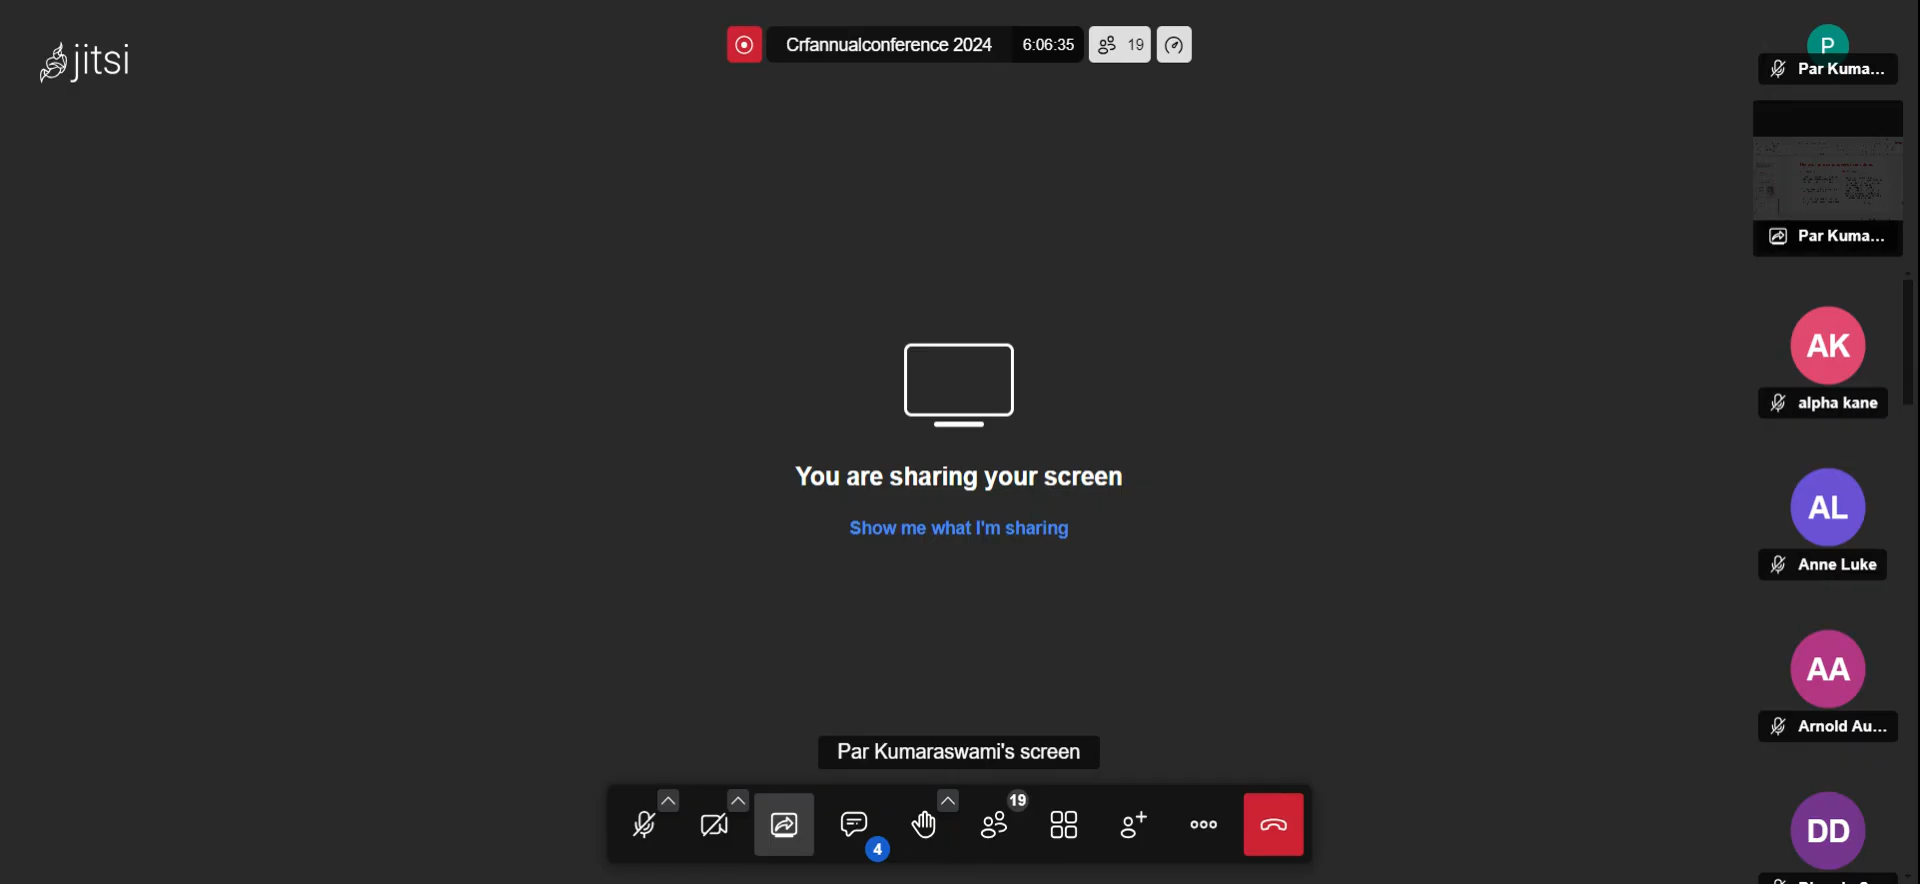 jitsi
Crfannualconference 2024
6:06:35
19
P
Par Kuma...
Par Kuma...
AK
alpha kane
AL
Anne Luke
AA
Arnold Au...
DD
You are sharing your screen
Show me what I'm sharing
Par Kumaraswami's screen
19
4